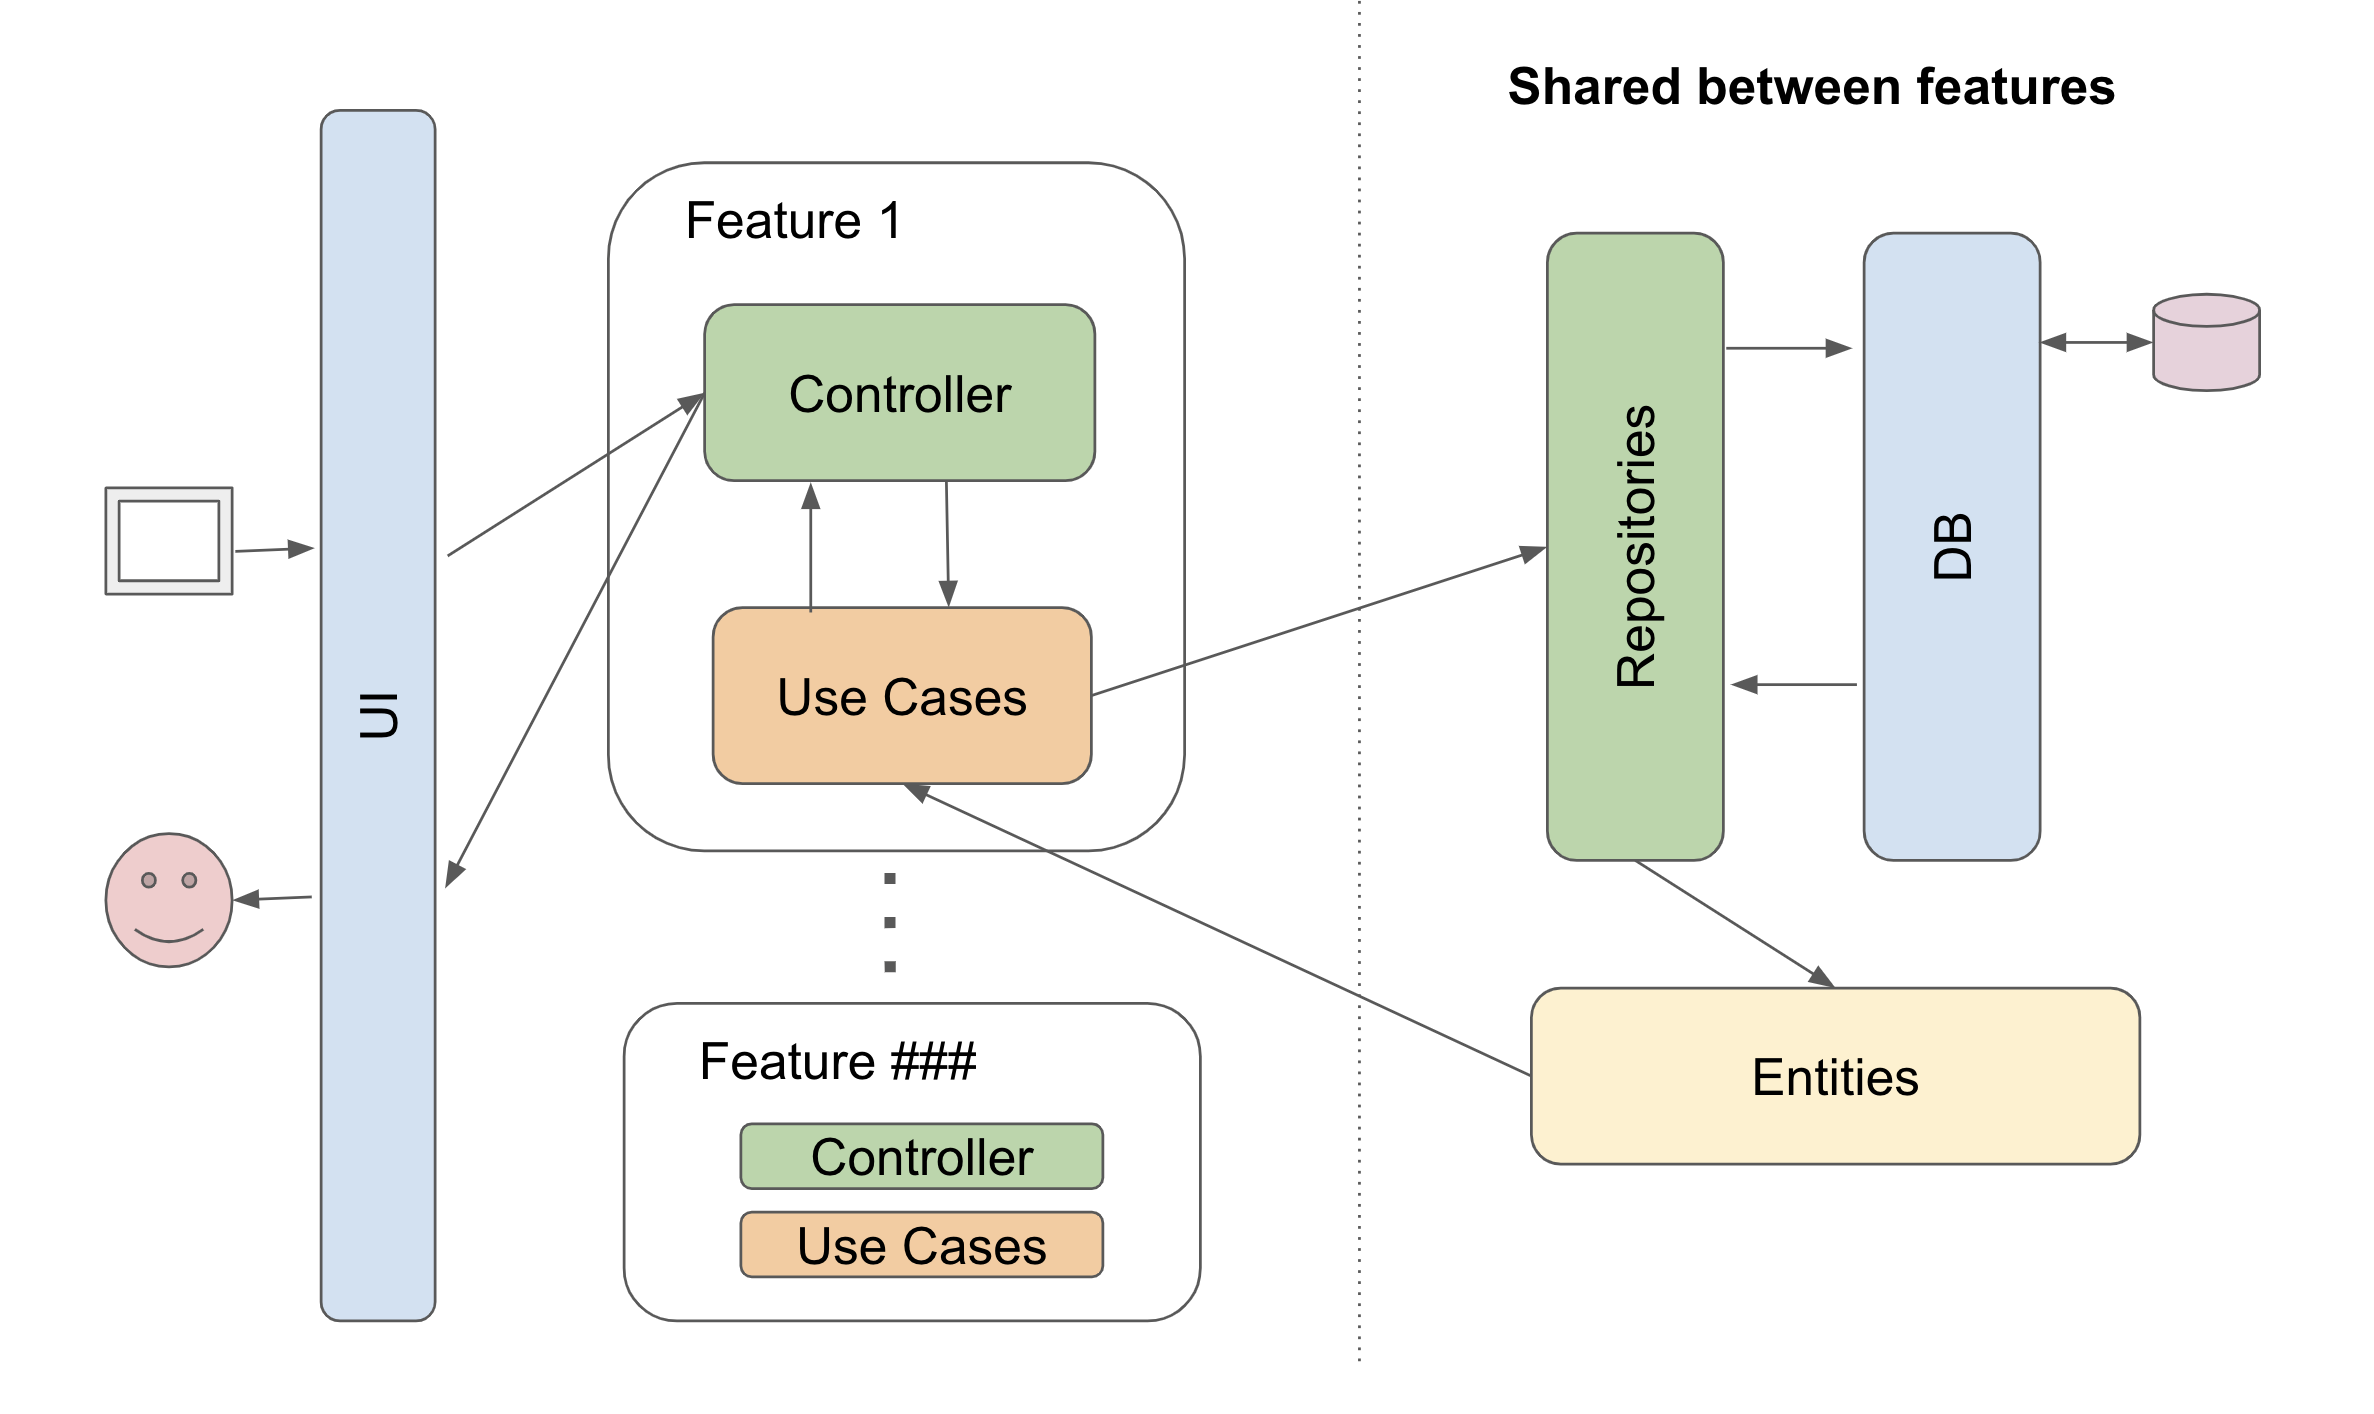 Shared between features
UI
Feature 1
Controller
Use Cases
Feature ###
Controller
Use Cases
Repositories
DB
Entities